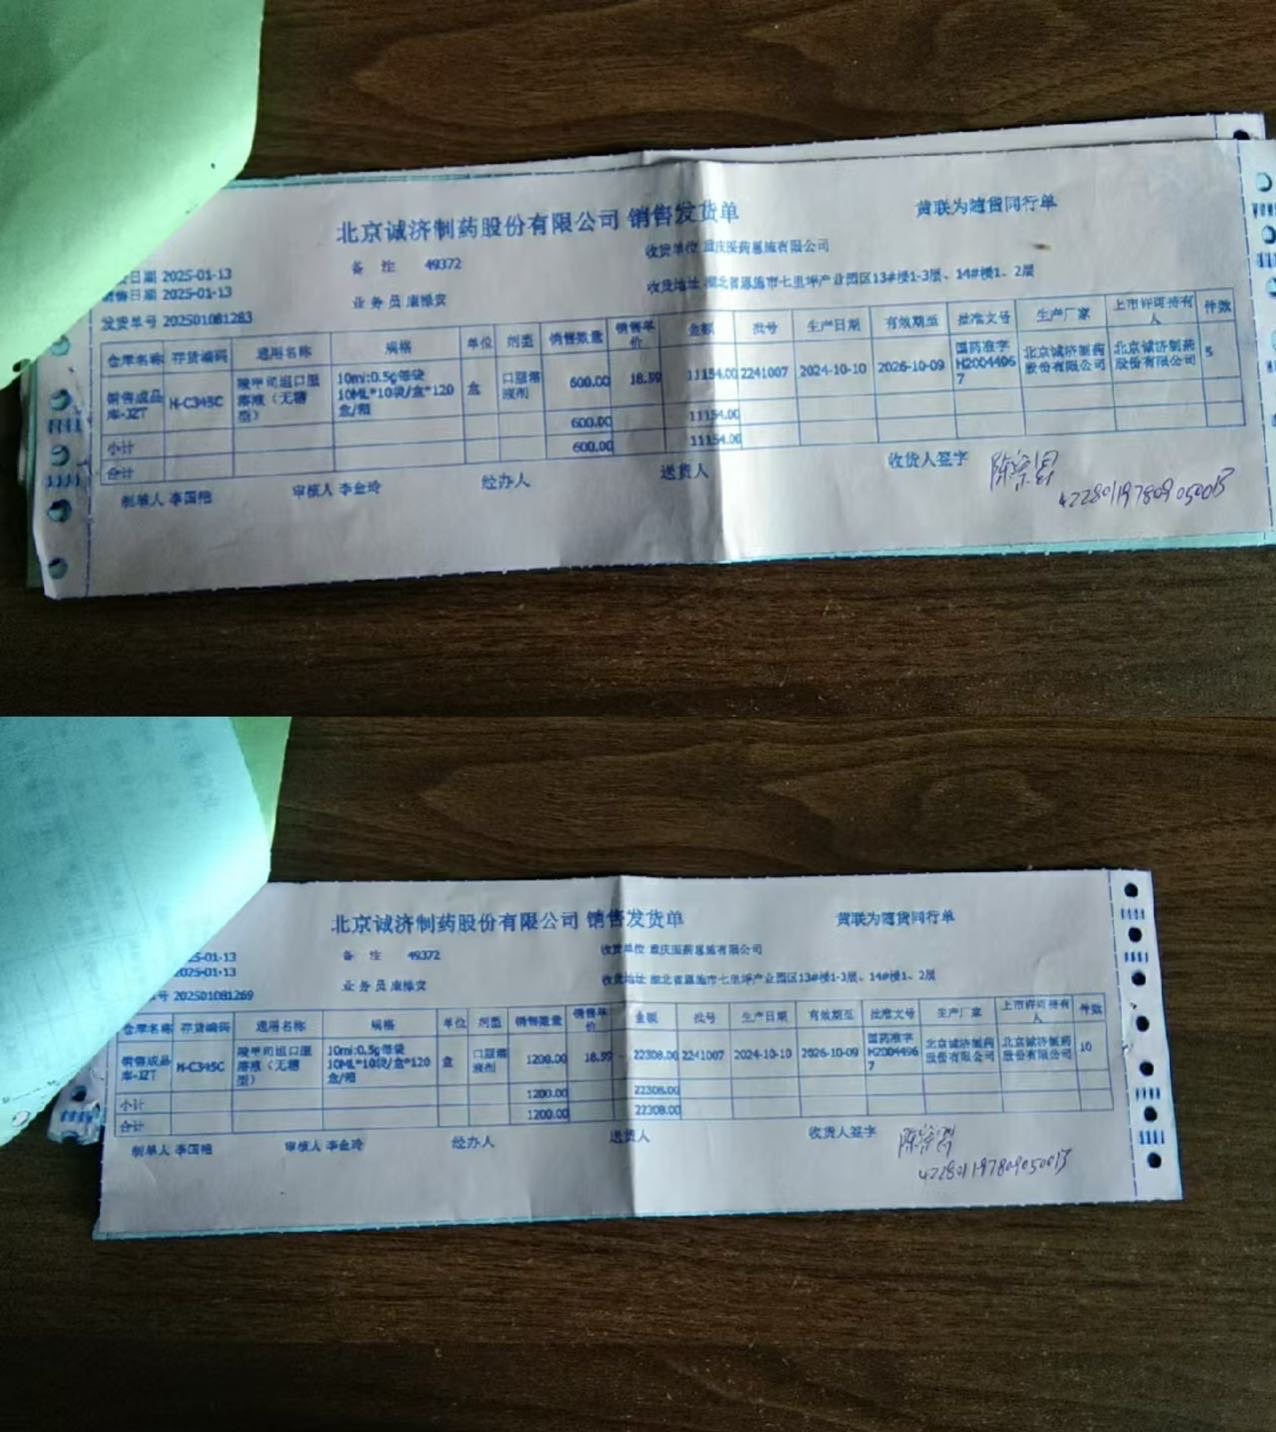 北京诚济制药股份有限公司 销售发货单
黄联为随货同行单
日期 2025-01-13
备 注 49372
收货单位 重庆医药恩施有限公司
销售日期 2025-01-13
业务员 康修安
收货地址 湖北省恩施市七里坪产业园区13#楼1-3层、14#楼1、2层
发货单号 202501081283
仓库名称 存货编码 通用名称 规格 单位 剂型 销售数量 销售单价 金额 批号 生产日期 有效期至 批准文号 生产厂家 上市许可持有人 件数
销售成品库-JZT H-C345C 羧甲司坦口服溶液（无糖型） 10ml:0.5g等袋 10ML*10袋/盒*120盒/箱 盒 口服溶液剂 600.00 18.59 11154.00 2241007 2024-10-10 2026-10-09 国药准字H20044967 北京诚济制药股份有限公司 北京诚济制药股份有限公司 5
小计 600.00 11154.00
合计 600.00 11154.00
制单人 李国艳 审核人 李金玲 经办人 送货人 收货人签字 陈宗昌
422801197809050013
北京诚济制药股份有限公司 销售发货单
黄联为随货同行单
25-01-13
备 注 49372
收货单位 重庆医药恩施有限公司
2025-01-13
业务员 康修安
收货地址 湖北省恩施市七里坪产业园区13#楼1-3层、14#楼1、2层
号 202501081269
仓库名称 存货编码 通用名称 规格 单位 剂型 销售数量 销售单价 金额 批号 生产日期 有效期至 批准文号 生产厂家 上市许可持有人 件数
销售成品库-JZT H-C345C 羧甲司坦口服溶液（无糖型） 10ml:0.5g等袋 10ML*10袋/盒*120盒/箱 盒 口服溶液剂 1200.00 18.59 22308.00 2241007 2024-10-10 2026-10-09 国药准字H20044967 北京诚济制药股份有限公司 北京诚济制药股份有限公司 10
小计 1200.00 22308.00
合计 1200.00 22308.00
制单人 李国艳 审核人 李金玲 经办人 送货人 收货人签字 陈宗昌
422801197809050013